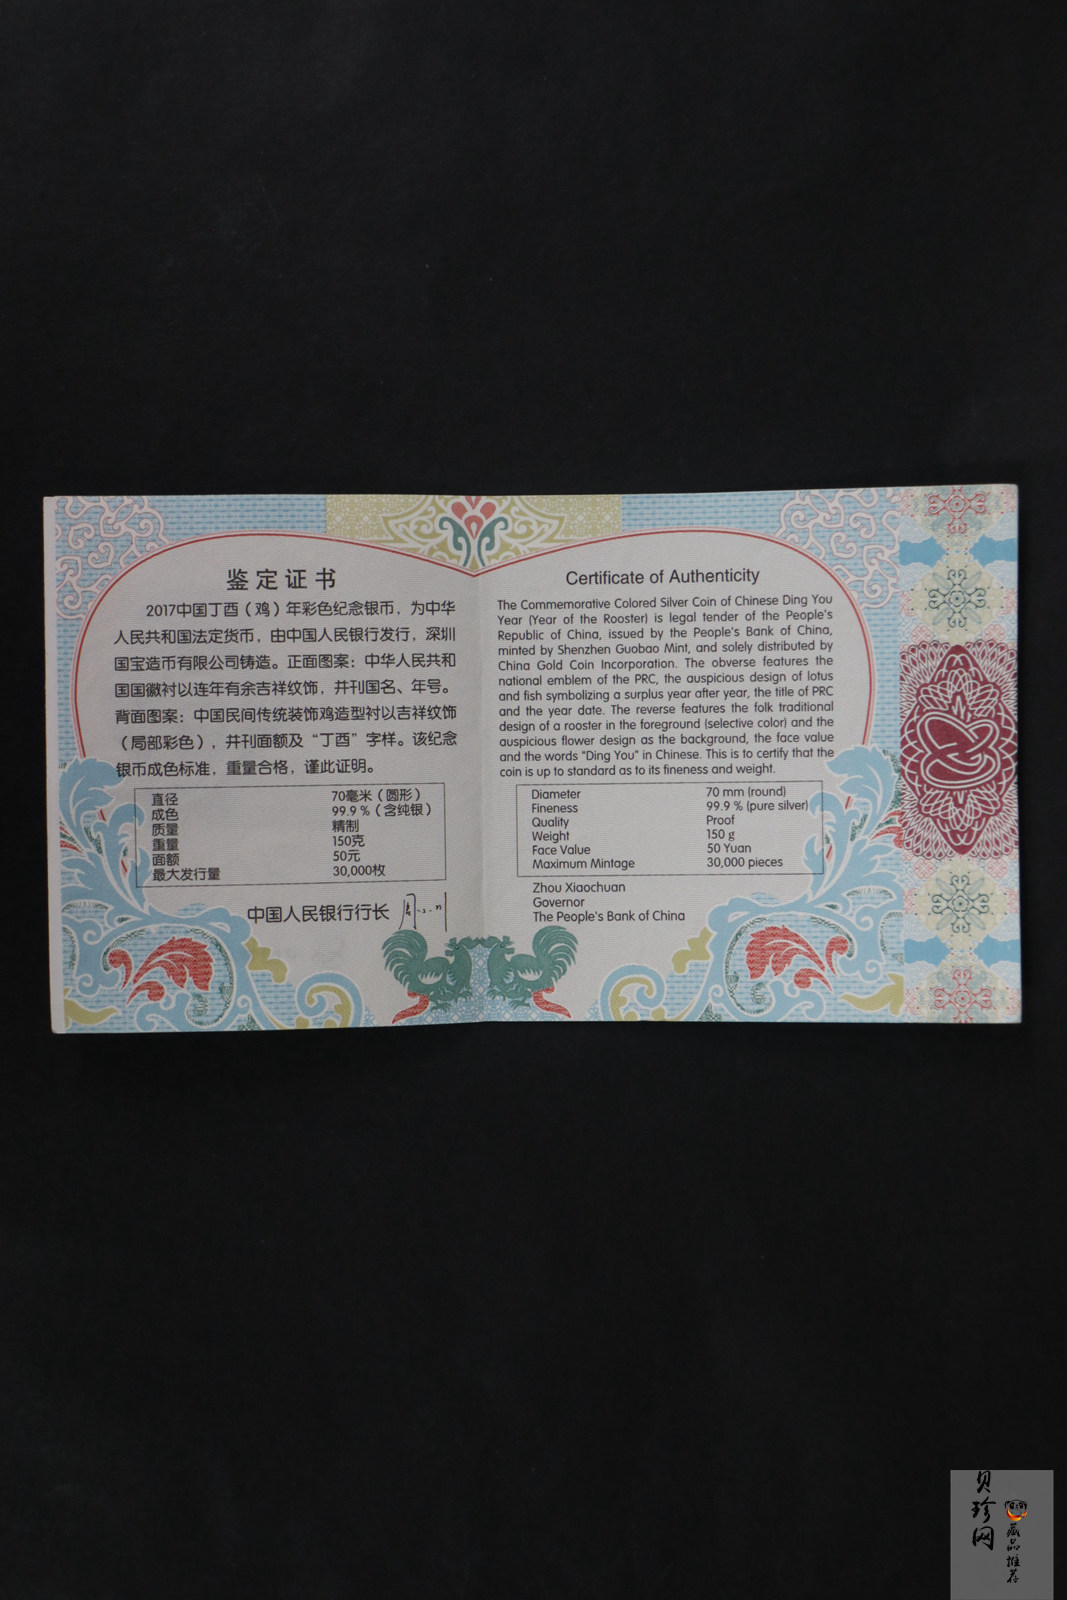 鉴定证书
2017中国丁酉（鸡）年彩色纪念银币，为中华
人民共和国法定货币，由中国人民银行发行，深圳
国宝造币有限公司铸造。正面图案：中华人民共和
国国徽衬以连年有余吉祥纹饰，并刊国名、年号。
背面图案：中国民间传统装饰鸡造型衬以吉祥纹饰
（局部彩色），并刊面额及“丁酉”字样。该纪念
银币成色标准，重量合格，谨此证明。
直径 70毫米（圆形）
成色 99.9％（含纯银）
质量 精制
重量 150克
面额 50元
最大发行量 30,000枚
中国人民银行行长
Certificate of Authenticity
The Commemorative Colored Silver Coin of Chinese Ding You
Year (Year of the Rooster) is legal tender of the People's
Republic of China, issued by the People's Bank of China,
minted by Shenzhen Guobao Mint, and solely distributed by
China Gold Coin Incorporation. The obverse features the
national emblem of the PRC, the auspicious design of lotus
and fish symbolizing a surplus year after year, the title of PRC
and the year date. The reverse features the folk traditional
design of a rooster in the foreground (selective color) and the
auspicious flower design as the background, the face value
and the words "Ding You" in Chinese. This is to certify that the
coin is up to standard as to its fineness and weight.
Diameter 70 mm (round)
Fineness 99.9 % (pure silver)
Quality Proof
Weight 150 g
Face Value 50 Yuan
Maximum Mintage 30,000 pieces
Zhou Xiaochuan
Governor
The People's Bank of China
贝珍网
藏品推荐